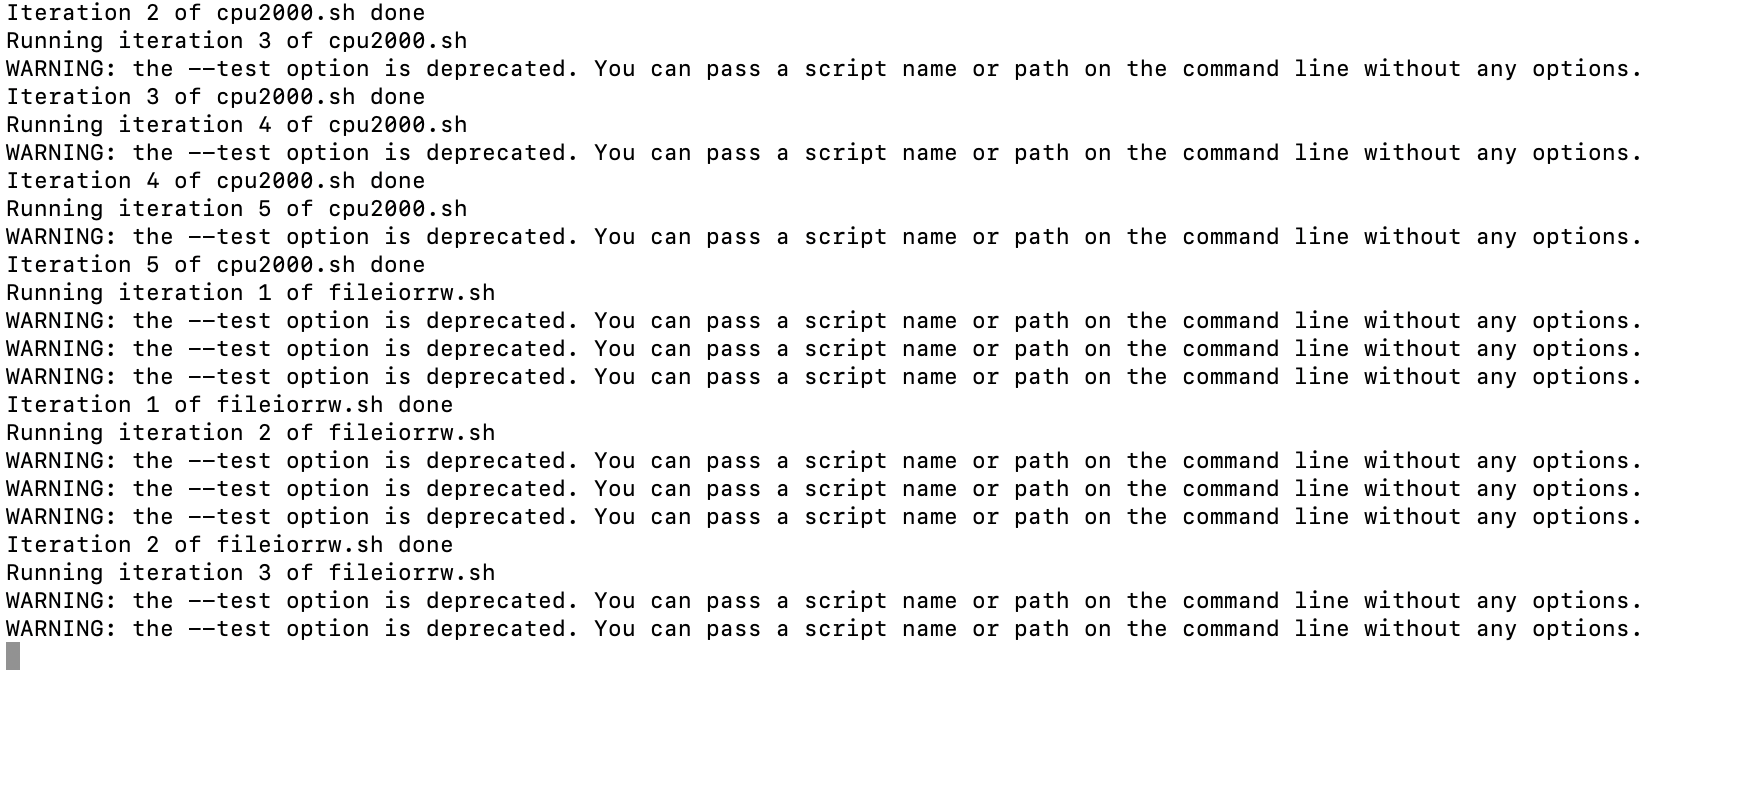 Iteration 2 of cpu2000.sh done
Running iteration 3 of cpu2000.sh
WARNING: the --test option is deprecated. You can pass a script name or path on the command line without any options.
Iteration 3 of cpu2000.sh done
Running iteration 4 of cpu2000.sh
WARNING: the --test option is deprecated. You can pass a script name or path on the command line without any options.
Iteration 4 of cpu2000.sh done
Running iteration 5 of cpu2000.sh
WARNING: the --test option is deprecated. You can pass a script name or path on the command line without any options.
Iteration 5 of cpu2000.sh done
Running iteration 1 of fileiorrw.sh
WARNING: the --test option is deprecated. You can pass a script name or path on the command line without any options.
WARNING: the --test option is deprecated. You can pass a script name or path on the command line without any options.
WARNING: the --test option is deprecated. You can pass a script name or path on the command line without any options.
Iteration 1 of fileiorrw.sh done
Running iteration 2 of fileiorrw.sh
WARNING: the --test option is deprecated. You can pass a script name or path on the command line without any options.
WARNING: the --test option is deprecated. You can pass a script name or path on the command line without any options.
WARNING: the --test option is deprecated. You can pass a script name or path on the command line without any options.
Iteration 2 of fileiorrw.sh done
Running iteration 3 of fileiorrw.sh
WARNING: the --test option is deprecated. You can pass a script name or path on the command line without any options.
WARNING: the --test option is deprecated. You can pass a script name or path on the command line without any options.